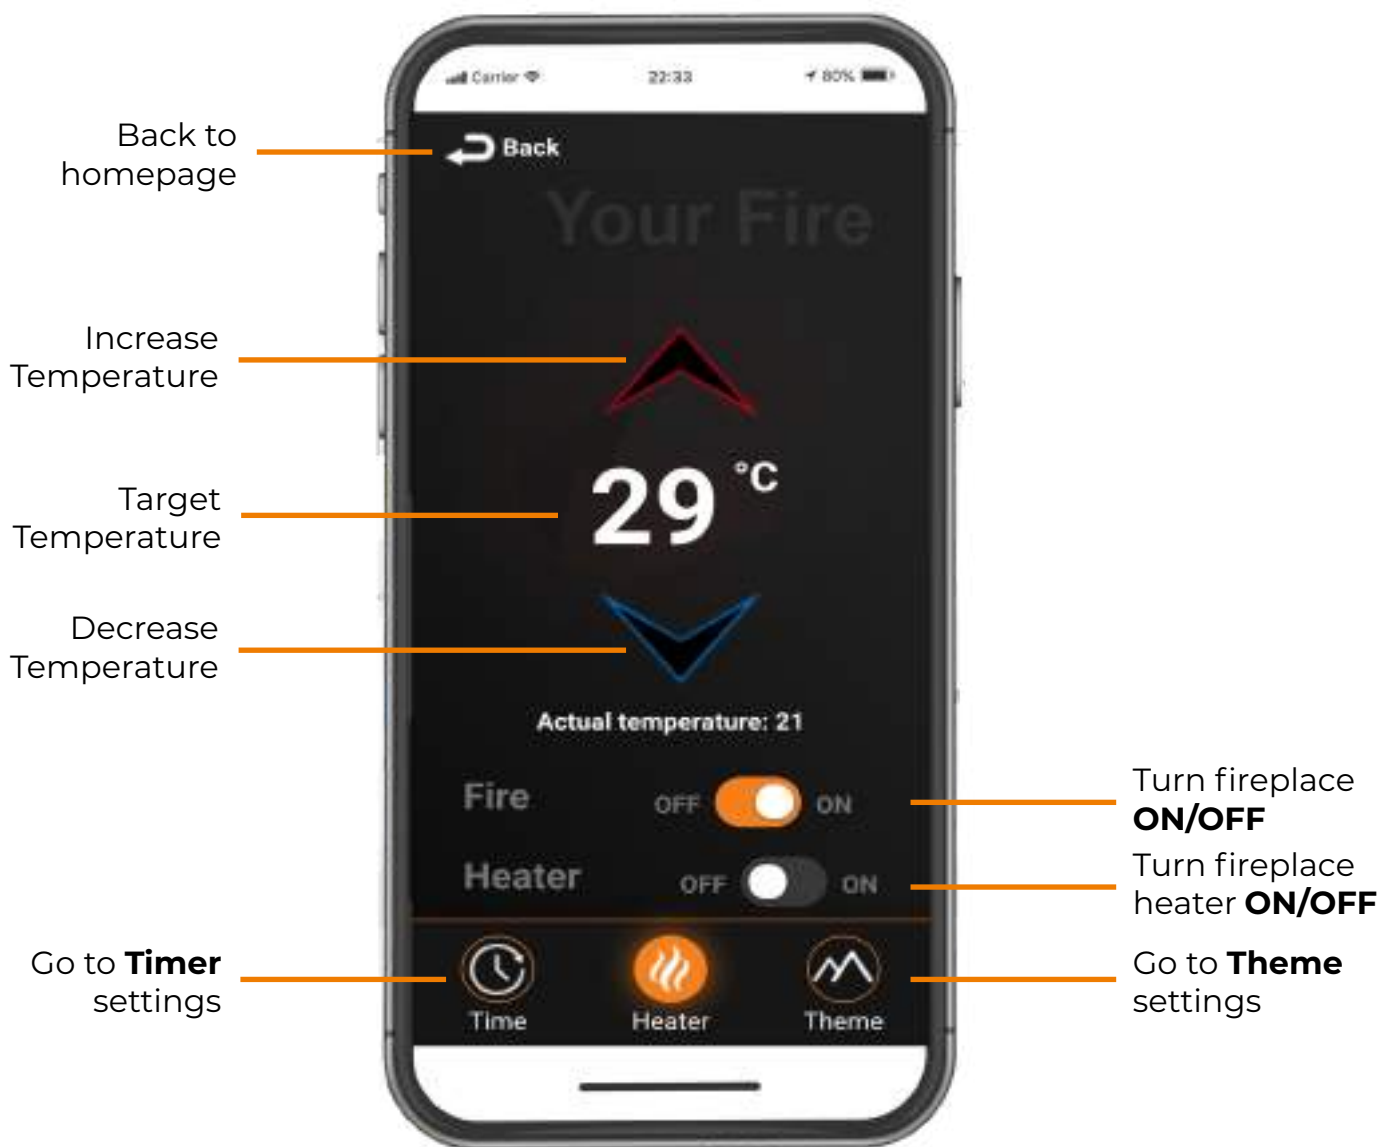 Carrier
22:33
80%
Back to
homepage
Back
Your Fire
Increase
Temperature
Target
Temperature
29 °C
Decrease
Temperature
Actual temperature: 21
Fire
OFF
ON
Turn fireplace
ON/OFF
Heater
OFF
ON
Turn fireplace
heater ON/OFF
Go to Timer
settings
Time
Heater
Theme
Go to Theme
settings